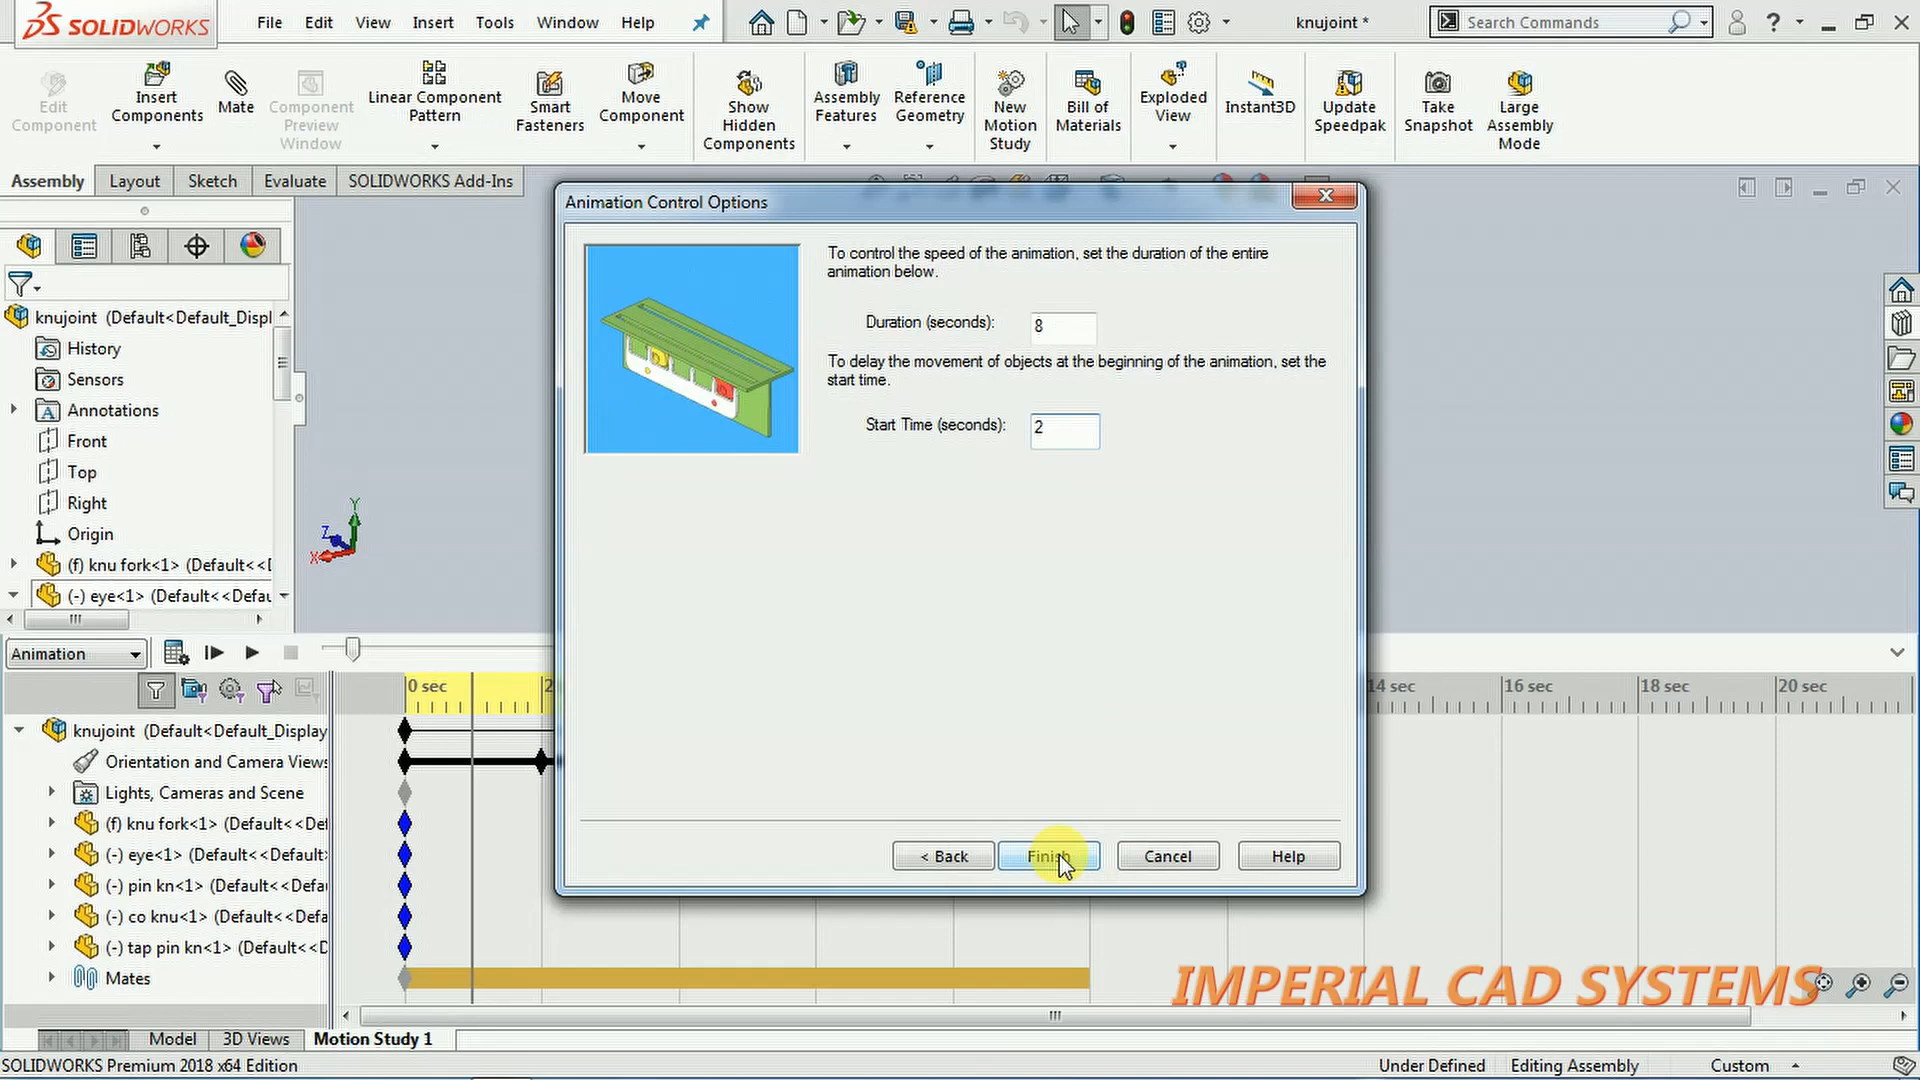 SOLIDWORKS
File Edit View Insert Tools Window Help
knujoint *
Search Commands
?
Edit Component
Insert Components
Mate
Component Preview Window
Linear Component Pattern
Smart Fasteners
Move Component
Show Hidden Components
Assembly Features
Reference Geometry
New Motion Study
Bill of Materials
Exploded View
Instant3D
Update Speedpak
Take Snapshot
Large Assembly Mode
Assembly Layout Sketch Evaluate SOLIDWORKS Add-Ins
knujoint (Default<Default_Displ
History
Sensors
Annotations
Front
Top
Right
Origin
(f) knu fork<1> (Default<<D
(-) eye<1> (Default<<Defau
Y
Z
X
Animation Control Options
To control the speed of the animation, set the duration of the entire
animation below.
Duration (seconds): 8
To delay the movement of objects at the beginning of the animation, set the
start time.
Start Time (seconds): 2
< Back Finish Cancel Help
Animation
0 sec 2 14 sec 16 sec 18 sec 20 sec
knujoint (Default<Default_Display
Orientation and Camera Views
Lights, Cameras and Scene
(f) knu fork<1> (Default<<Def
(-) eye<1> (Default<<Default>
(-) pin kn<1> (Default<<Defa
(-) co knu<1> (Default<<Defa
(-) tap pin kn<1> (Default<<D
Mates
IMPERIAL CAD SYSTEMS
Model 3D Views Motion Study 1
SOLIDWORKS Premium 2018 x64 Edition
Under Defined Editing Assembly Custom